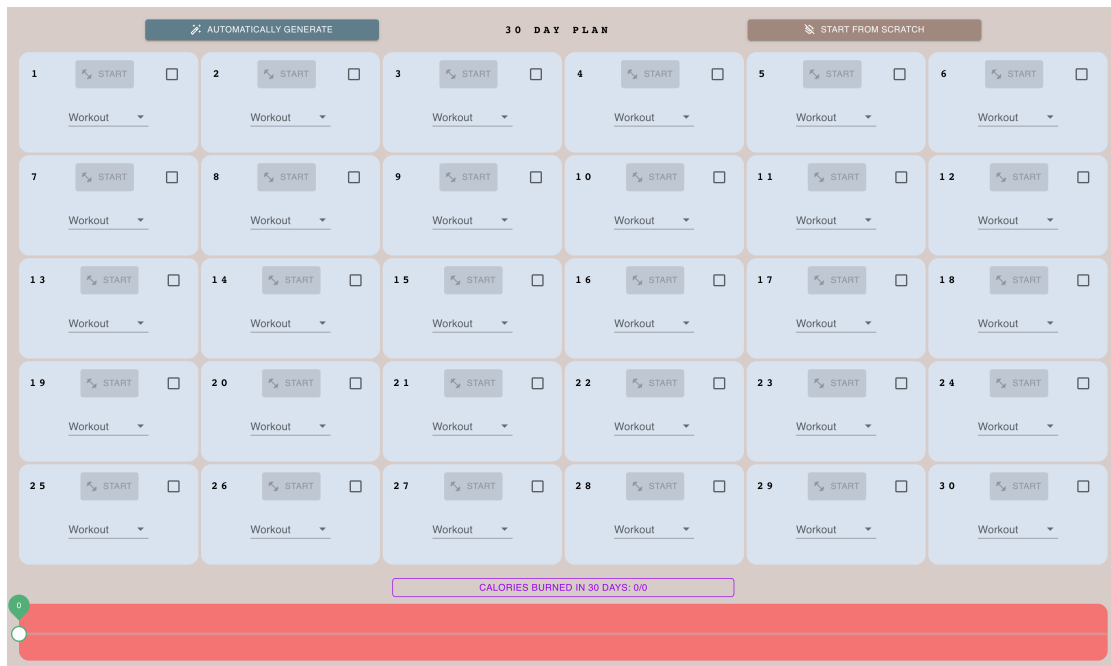 AUTOMATICALLY GENERATE 30 DAY PLAN START FROM SCRATCH
1 START 2 START 3 START 4 START 5 START 6 START
Workout Workout Workout Workout Workout Workout
7 START 8 START 9 START 10 START 11 START 12 START
Workout Workout Workout Workout Workout Workout
13 START 14 START 15 START 16 START 17 START 18 START
Workout Workout Workout Workout Workout Workout
19 START 20 START 21 START 22 START 23 START 24 START
Workout Workout Workout Workout Workout Workout
25 START 26 START 27 START 28 START 29 START 30 START
Workout Workout Workout Workout Workout Workout
CALORIES BURNED IN 30 DAYS: 0/0
0